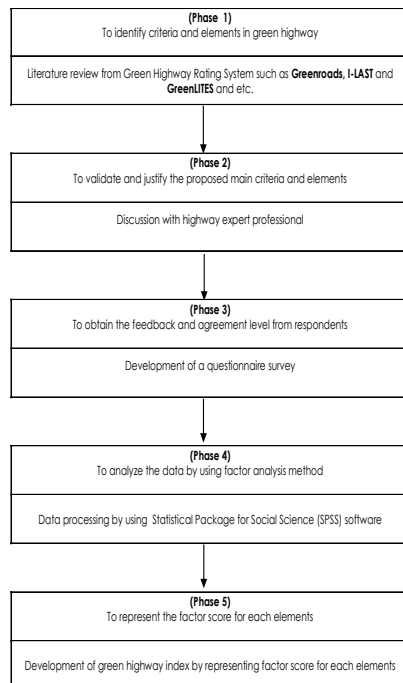 (Phase 1)
To identify criteria and elements in green highway
Literature review from Green Highway Rating System such as Greenroads, I-LAST and
GreenLITES and etc.
(Phase 2)
To validate and justify the proposed main criteria and elements
Discussion with highway expert professional
(Phase 3)
To obtain the feedback and agreement level from respondents
Development of a questionnaire survey
(Phase 4)
To analyze the data by using factor analysis method
Data processing by using Statistical Package for Social Science (SPSS) software
(Phase 5)
To represent the factor score for each elements
Development of green highway index by representing factor score for each elements